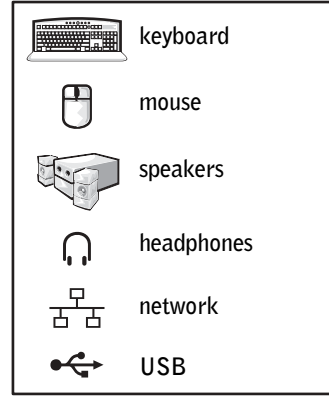 keyboard
mouse
speakers
headphones
network
USB